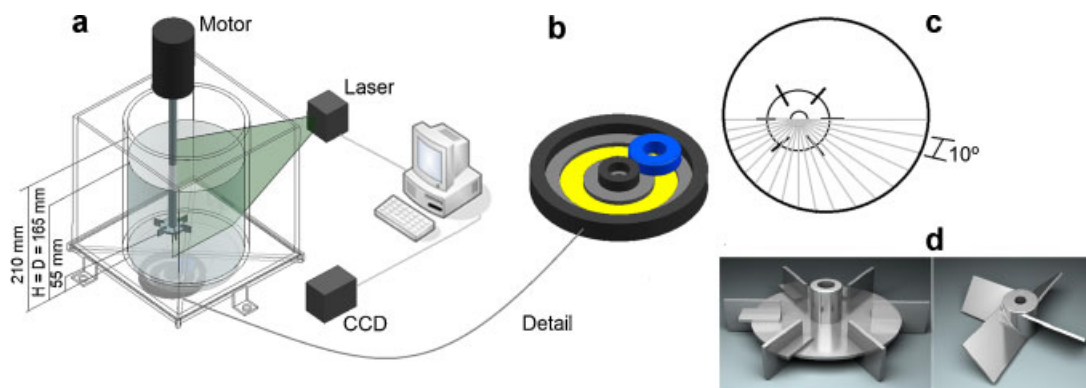 a
Motor
Laser
CCD
Detail
210 mm
H = D = 165 mm
55 mm
b
c
10º
d